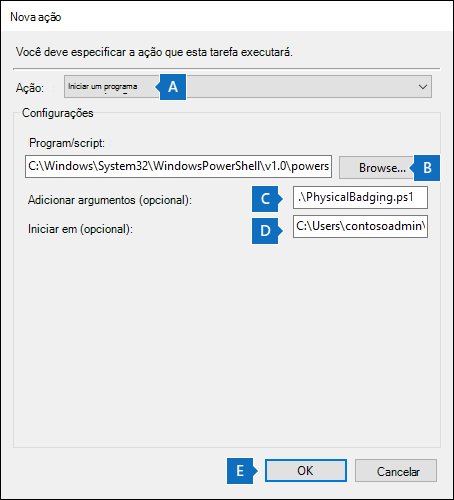 Nova ação
Você deve especificar a ação que esta tarefa executará.
Ação: Iniciar um programa A
Configurações
Program/script:
C:\Windows\System32\WindowsPowerShell\v1.0\powers Browse... B
Adicionar argumentos (opcional): C .\PhysicalBadging.ps1
Iniciar em (opcional): D C:\Users\contosoadmin\
E OK Cancelar